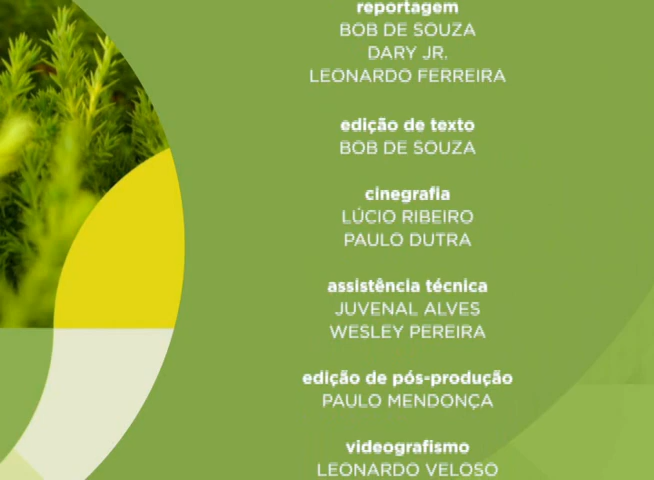 reportagem
BOB DE SOUZA
DARY JR.
LEONARDO FERREIRA
edição de texto
BOB DE SOUZA
cinegrafia
LÚCIO RIBEIRO
PAULO DUTRA
assistência técnica
JUVENAL ALVES
WESLEY PEREIRA
edição de pós-produção
PAULO MENDONÇA
videografismo
LEONARDO VELOSO